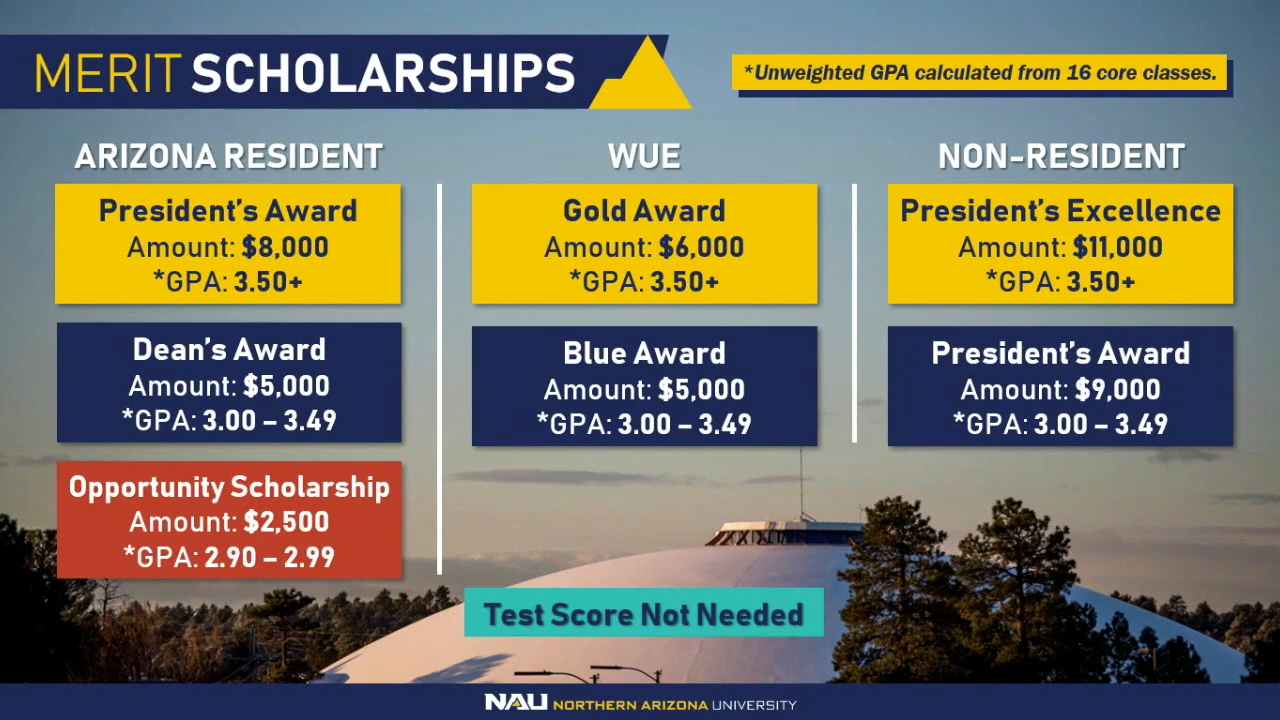 MERIT SCHOLARSHIPS
*Unweighted GPA calculated from 16 core classes.
ARIZONA RESIDENT
President's Award
Amount: $8,000
*GPA: 3.50+
Dean's Award
Amount: $5,000
*GPA: 3.00 – 3.49
Opportunity Scholarship
Amount: $2,500
*GPA: 2.90 – 2.99
WUE
Gold Award
Amount: $6,000
*GPA: 3.50+
Blue Award
Amount: $5,000
*GPA: 3.00 – 3.49
NON-RESIDENT
President's Excellence
Amount: $11,000
*GPA: 3.50+
President's Award
Amount: $9,000
*GPA: 3.00 – 3.49
Test Score Not Needed
NAU NORTHERN ARIZONA UNIVERSITY